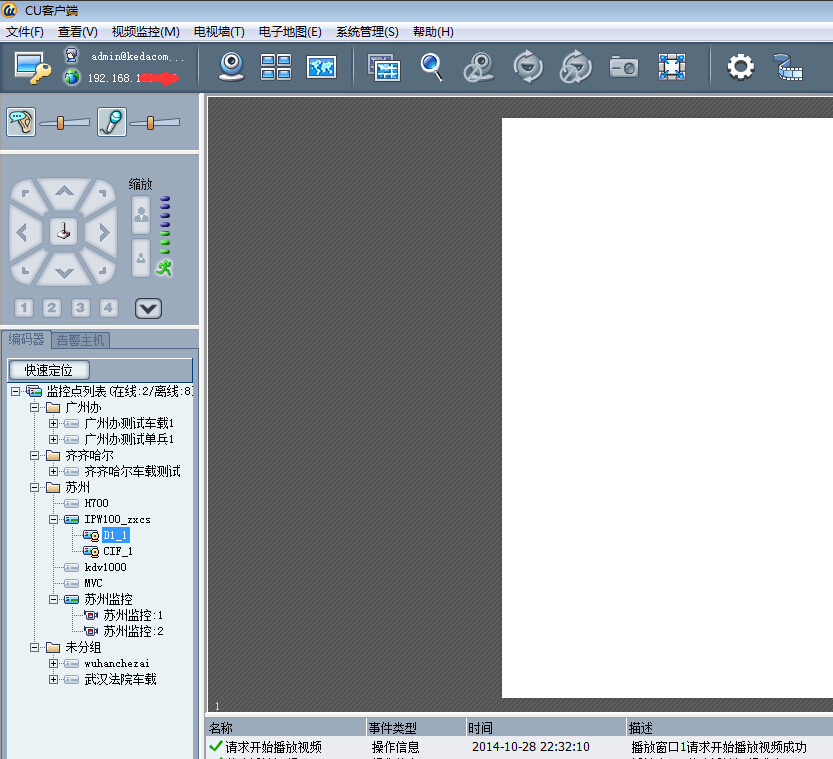 CU客户端
文件(F) 查看(V) 视频监控(M) 电视墙(T) 电子地图(E) 系统管理(S) 帮助(H)
admin@kedacom...
192.168.1
缩放
1 2 3 4
编码器 告警主机
快速定位
监控点列表(在线:2/离线:8
广州办
广州办测试车载1
广州办测试单兵1
齐齐哈尔
齐齐哈尔车载测试
苏州
H700
IPW100_zxcs
D1_1
CIF_1
kdv1000
MVC
苏州监控
苏州监控:1
苏州监控:2
未分组
wuhanchezai
武汉法院车载
1
名称 事件类型 时间 描述
请求开始播放视频 操作信息 2014-10-28 22:32:10 播放窗口1请求开始播放视频成功